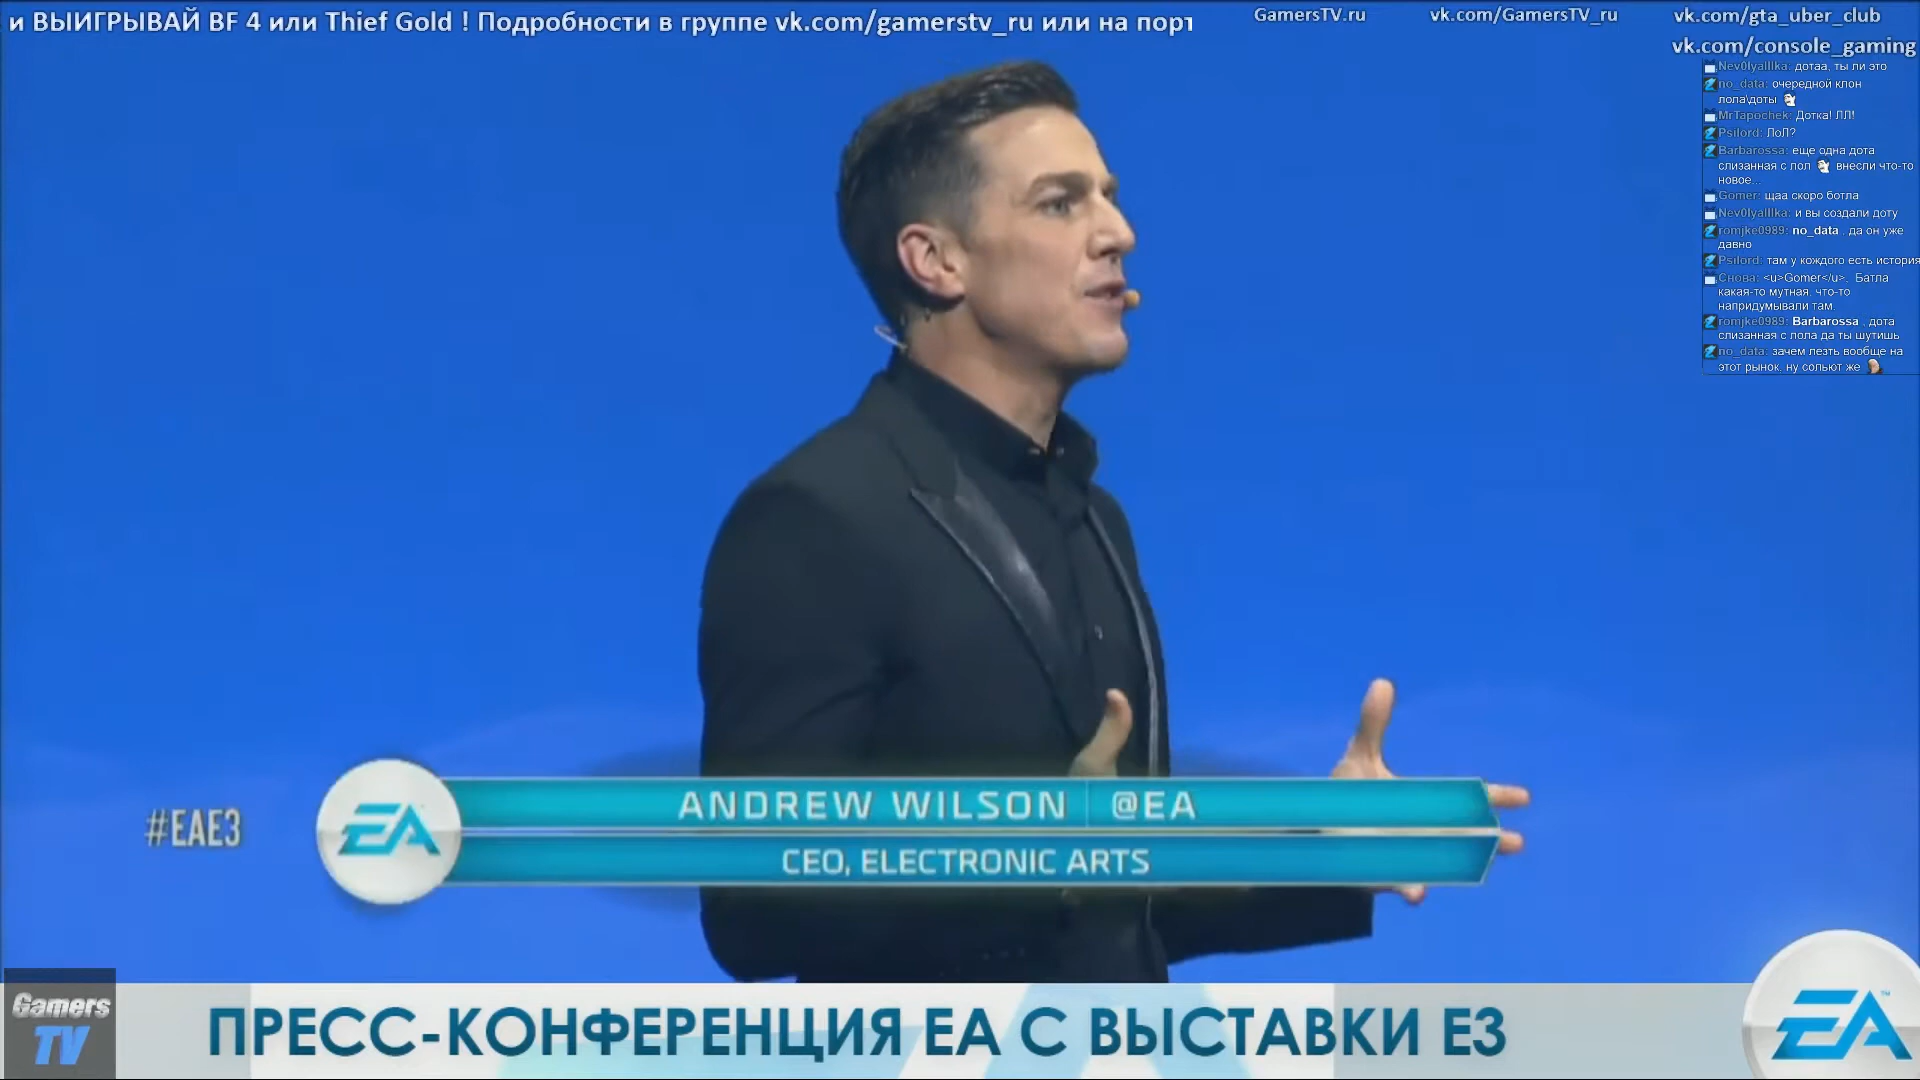 и ВЫИГРЫВАЙ BF 4 или Thief Gold ! Подробности в группе vk.com/gamerstv_ru или на порт
GamersTV.ru
vk.com/GamersTV_ru
vk.com/gta_uber_club
vk.com/console_gaming
Nev0lyalllka: дотаа, ты ли это
no_data: очередной клон
лола\доты
MrTapochek: Дотка! ЛЛ!
Psilord: ЛоЛ?
Barbarossa: еще одна дота
слизанная с лол внесли что-то
новое...
Gomer: щаа скоро ботла
Nev0lyalllka: и вы создали доту
romjke0989: no_data , да он уже
давно
Psilord: там у кождого есть история
Снова: <u>Gomer</u>, Батла
какая-то мутная. что-то
напридумывали там.
romjke0989: Barbarossa , дота
слизанная с лола да ты шутишь
no_data: зачем лезть вообще на
этот рынок, ну сольют же
#EAE3
EA
ANDREW WILSON @EA
CEO, ELECTRONIC ARTS
Gamers
TV
ПРЕСС-КОНФЕРЕНЦИЯ EA С ВЫСТАВКИ E3
EA™